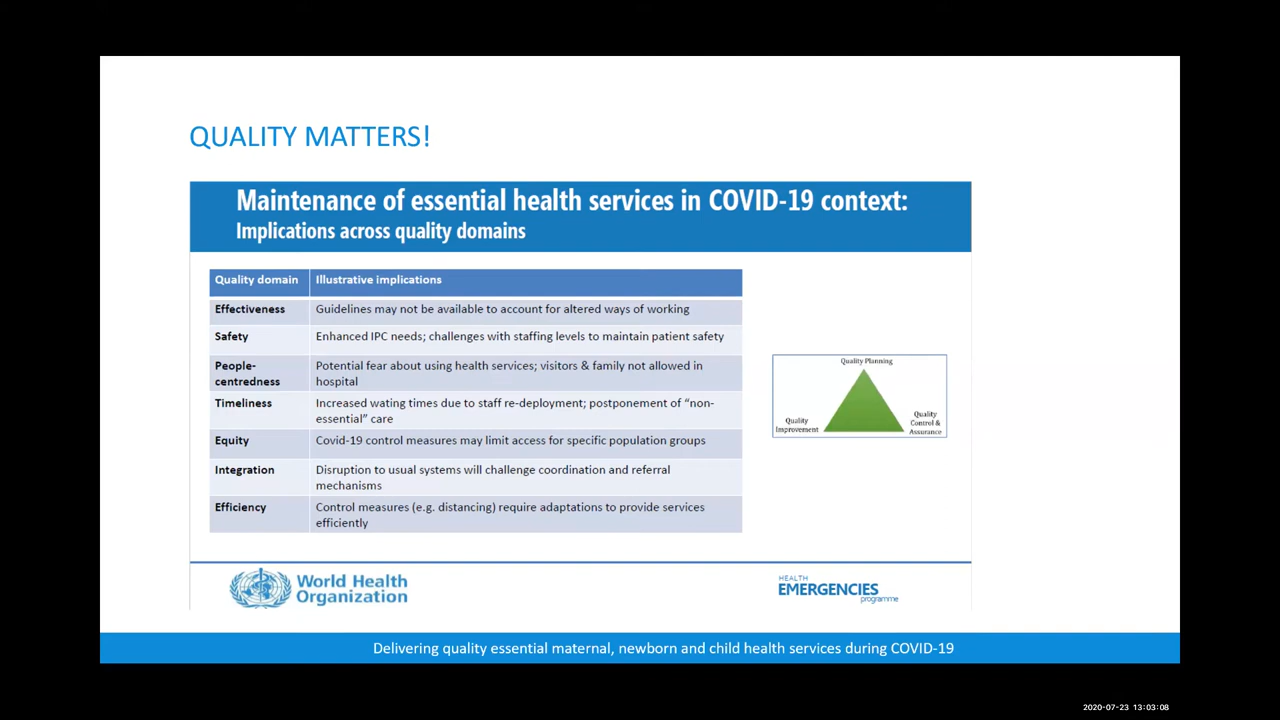 QUALITY MATTERS!
Maintenance of essential health services in COVID-19 context:
Implications across quality domains
Quality domain Illustrative implications
Effectiveness Guidelines may not be available to account for altered ways of working
Safety Enhanced IPC needs; challenges with staffing levels to maintain patient safety
People- Potential fear about using health services; visitors & family not allowed in
centredness hospital
Timeliness Increased wating times due to staff re-deployment; postponement of “non-
essential” care
Equity Covid-19 control measures may limit access for specific population groups
Integration Disruption to usual systems will challenge coordination and referral
mechanisms
Efficiency Control measures (e.g. distancing) require adaptations to provide services
efficiently
Quality Planning
Quality
Improvement
Quality
Control &
Assurance
World Health
Organization
HEALTH
EMERGENCIES
programme
Delivering quality essential maternal, newborn and child health services during COVID-19
2020-07-23 13:03:08